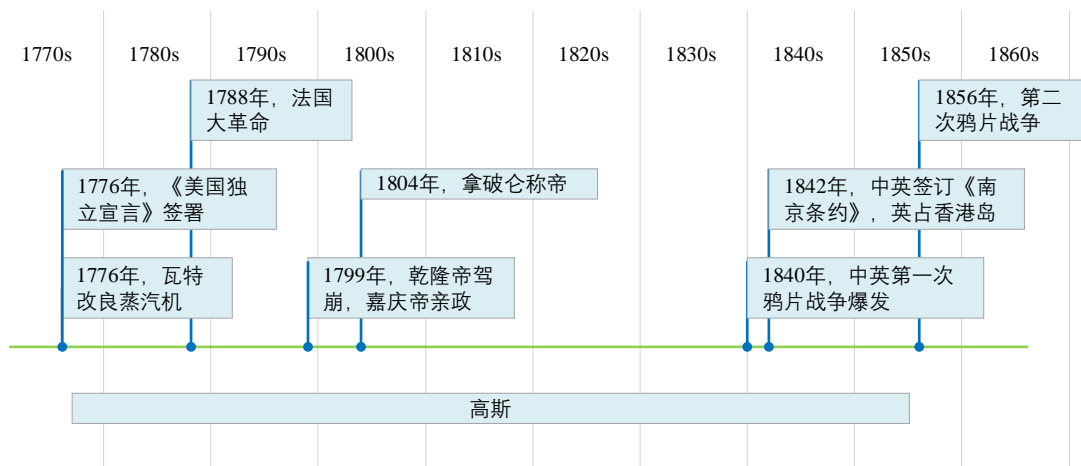 1770s 1780s 1790s 1800s 1810s 1820s 1830s 1840s 1850s 1860s
1788年，法国
大革命
1856年，第二
次鸦片战争
1776年，《美国独
立宣言》签署
1804年，拿破仑称帝
1842年，中英签订《南
京条约》，英占香港岛
1776年，瓦特
改良蒸汽机
1799年，乾隆帝驾
崩，嘉庆帝亲政
1840年，中英第一次
鸦片战争爆发
高斯